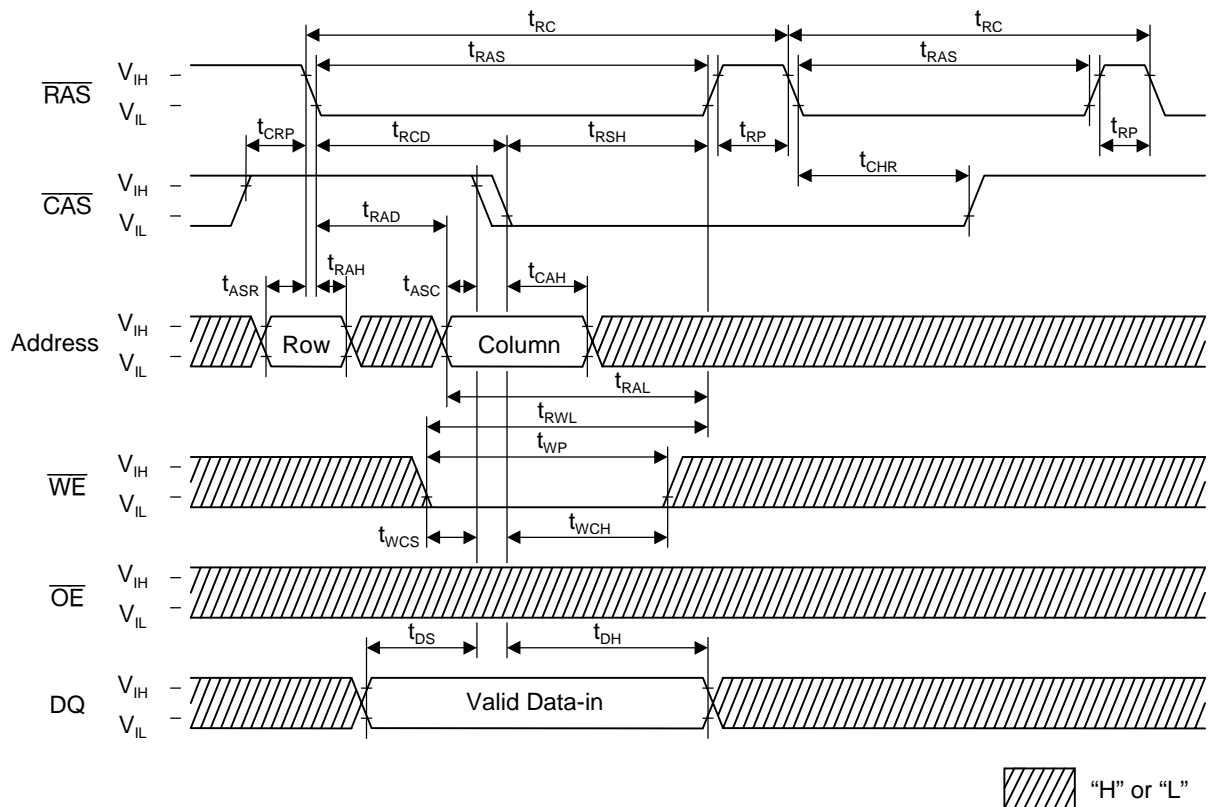 tRC tRC
tRAS tRAS
RAS VIH
VIL
tCRP tRCD tRSH tRP tCHR tRP
CAS VIH
VIL
tRAD
tASR tRAH tASC tCAH
Address VIH
VIL
Row Column
tRAL
tRWL
tWP
WE VIH
VIL
tWCS tWCH
OE VIH
VIL
tDS tDH
DQ VIH
VIL
Valid Data-in
“H” or “L”